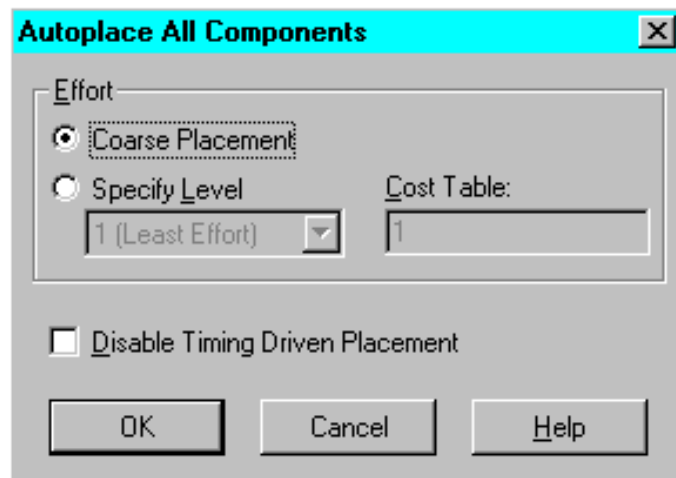 Autoplace All Components
Effort
Coarse Placement
Specify Level
Cost Table:
1 (Least Effort)
1
Disable Timing Driven Placement
OK
Cancel
Help